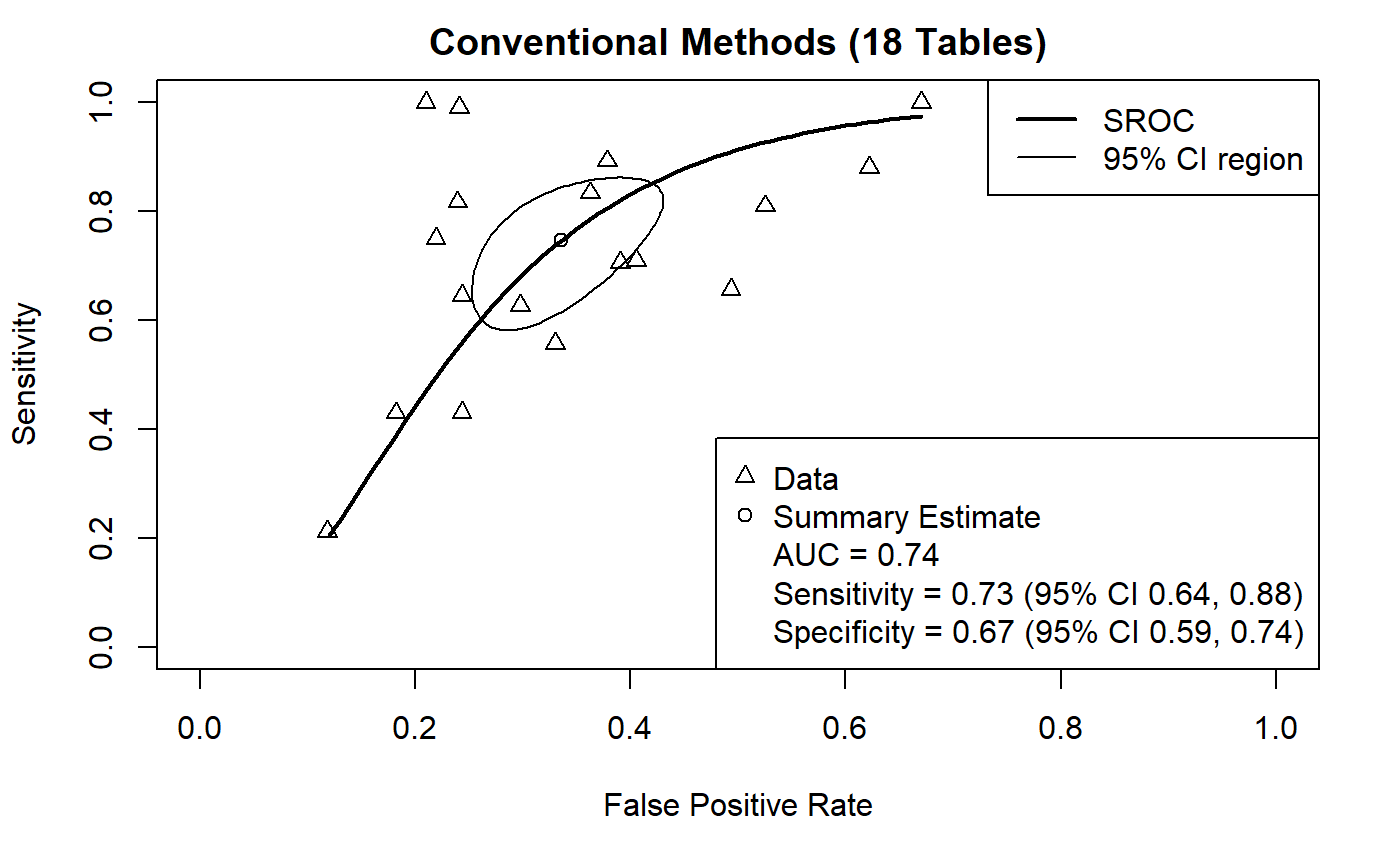 Conventional Methods (18 Tables)
SROC
95% CI region
Sensitivity
1.0
0.8
0.6
0.4
0.2
0.0
Data
Summary Estimate
AUC = 0.74
Sensitivity = 0.73 (95% CI 0.64, 0.88)
Specificity = 0.67 (95% CI 0.59, 0.74)
0.0 0.2 0.4 0.6 0.8 1.0
False Positive Rate